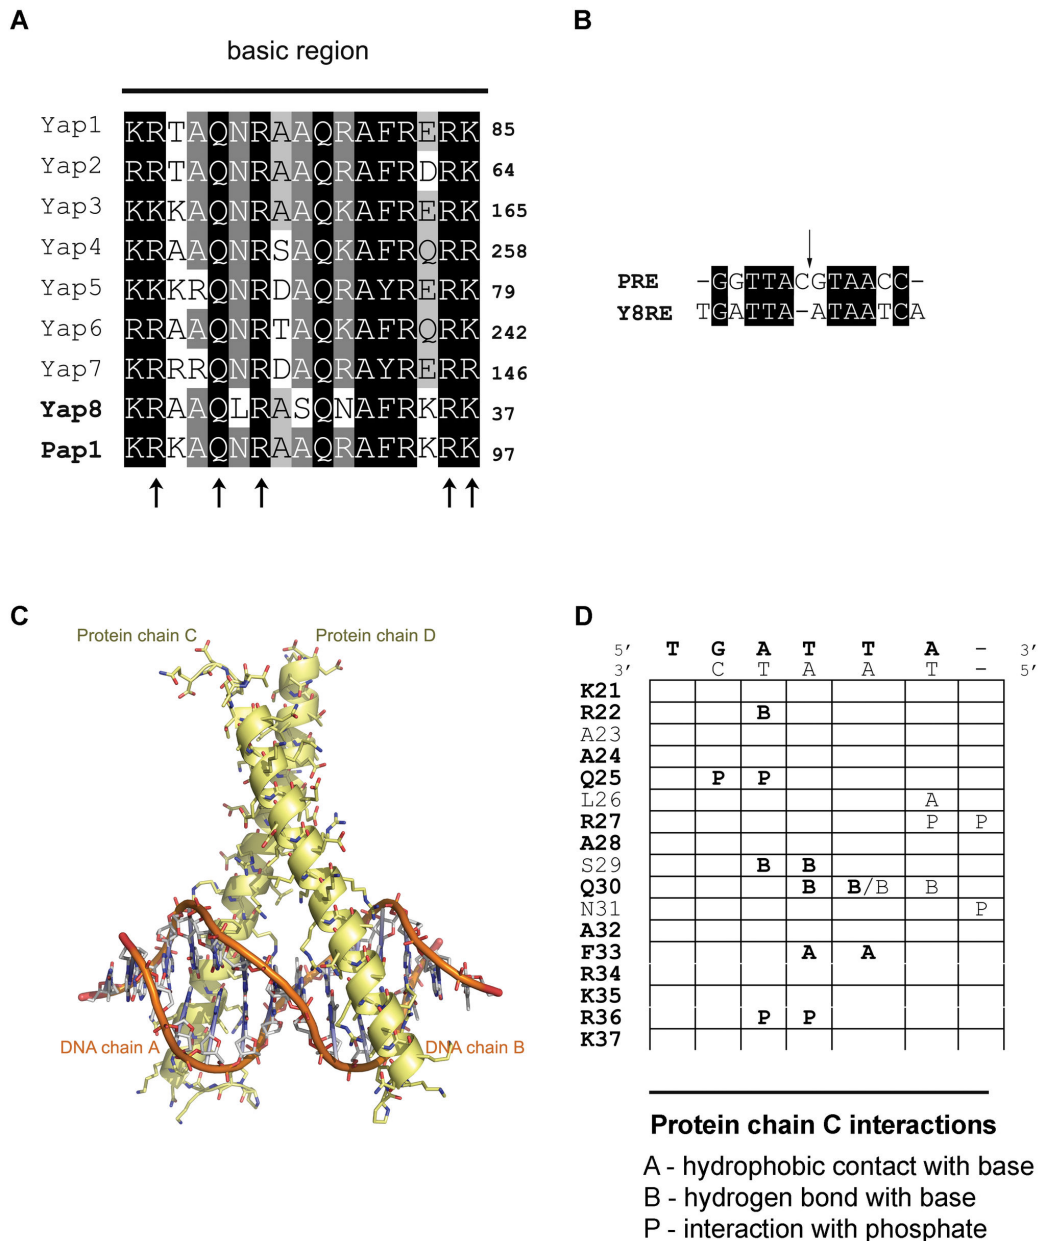 A
basic region
Yap1 KRTAQNRAAQRAFRERK 85
Yap2 RRTAQNRAAQRAFRDRK 64
Yap3 KKKAQNRAAQKAFRERK 165
Yap4 KRAAQNRSAQKAFRQRR 258
Yap5 KKKRQNRDAQRAYRERK 79
Yap6 RRAAQNRTAQKAFRQRK 242
Yap7 KRRRQNRDAQRAYRERR 146
Yap8 KRAAQLRASQNAFRKRK 37
Pap1 KRKAQNRAAQRAFRKRK 97
B
PRE -GGTTACGTAACC-
Y8RE TGATTA-ATAATCA
C
Protein chain C Protein chain D
DNA chain A DNA chain B
D
5' T G A T T A - 3'
3' C T A A T - 5'
K21
R22 B
A23
A24
Q25 P P
L26 A
R27 P P
A28
S29 B B
Q30 B B/B B
N31 P
A32
F33 A A
R34
K35
R36 P P
K37
Protein chain C interactions
A - hydrophobic contact with base
B - hydrogen bond with base
P - interaction with phosphate